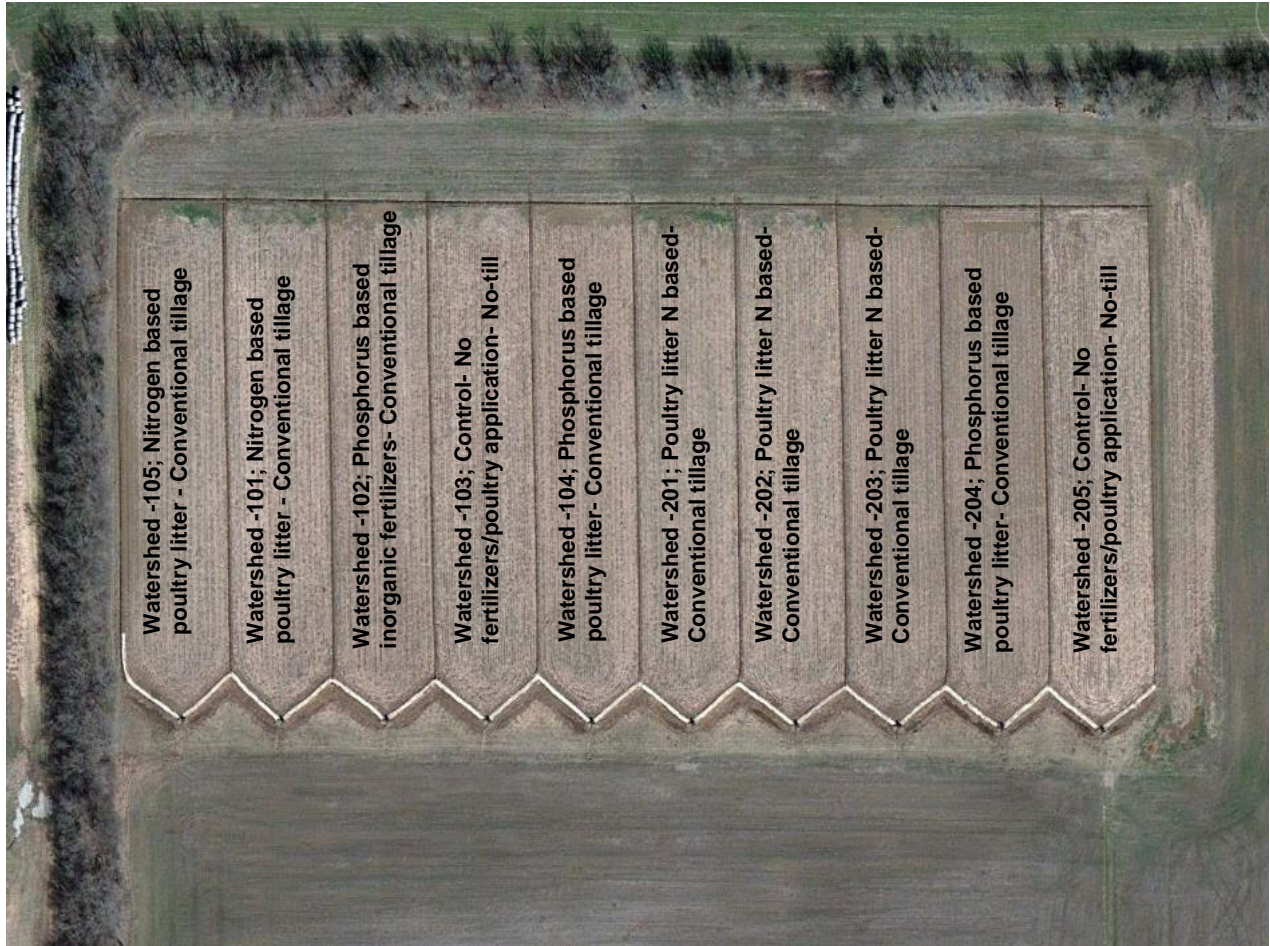 Watershed -105; Nitrogen based
poultry litter - Conventional tillage
Watershed -101; Nitrogen based
poultry litter - Conventional tillage
Watershed -102; Phosphorus based
inorganic fertilizers- Conventional tillage
Watershed -103; Control- No
fertilizers/poultry application- No-till
Watershed -104; Phosphorus based
poultry litter- Conventional tillage
Watershed -201; Poultry litter N based-
Conventional tillage
Watershed -202; Poultry litter N based-
Conventional tillage
Watershed -203; Poultry litter N based-
Conventional tillage
Watershed -204; Phosphorus based
poultry litter- Conventional tillage
Watershed -205; Control- No
fertilizers/poultry application- No-till